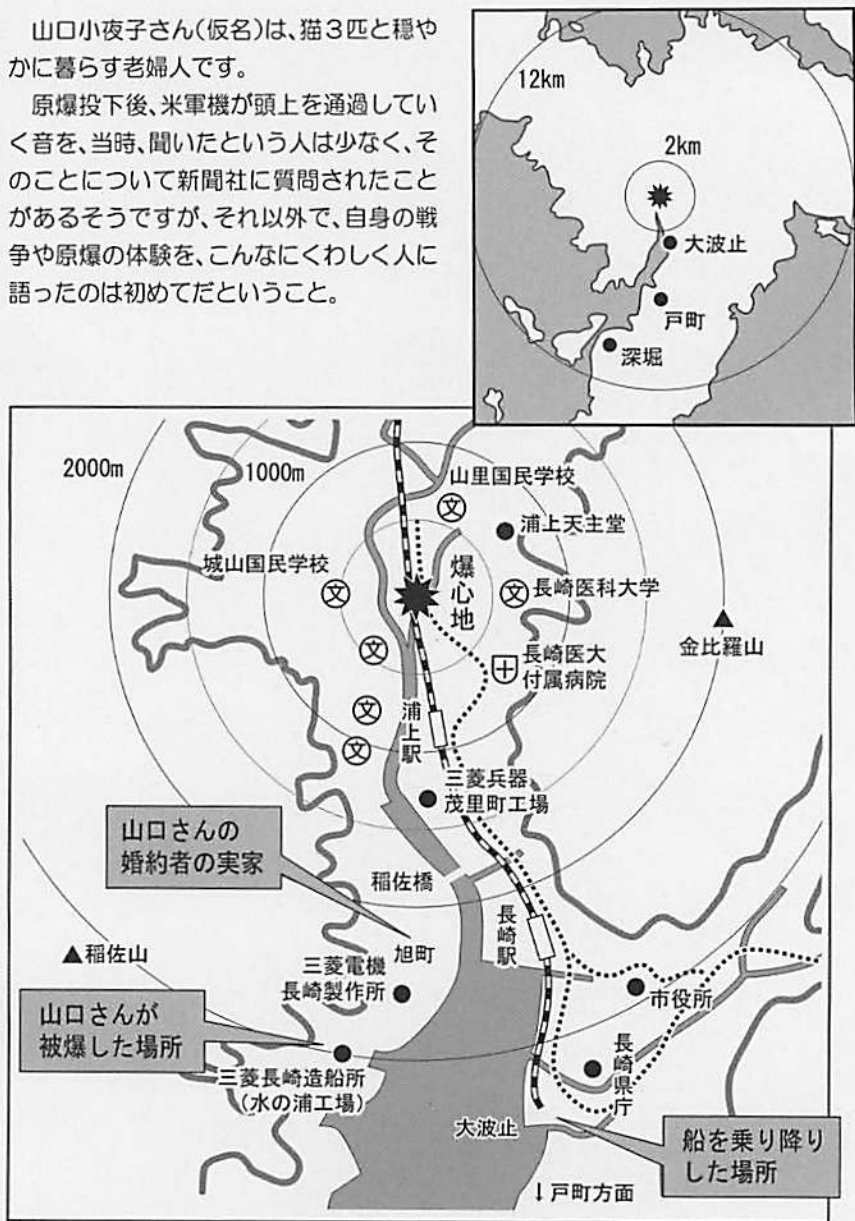 山口小夜子さん(仮名)は、猫3匹と穏や
かに暮らす老婦人です。
原爆投下後、米軍機が頭上を通過してい
く音を、当時、聞いたという人は少なく、そ
のことについて新聞社に質問されたこと
があるそうですが、それ以外で、自身の戦
争や原爆の体験を、こんなにくわしく人に
語ったのは初めてだということ。
12km
2km
大波止
戸町
深堀
2000m
1000m
山里国民学校
文
浦上天主堂
城山国民学校
文
爆心地
文
長崎医科大学
金比羅山
文
長崎医大
付属病院
文
浦上駅
文
三菱兵器
茂里町工場
山口さんの
婚約者の実家
稲佐橋
長崎駅
稲佐山
旭町
三菱電機
長崎製作所
市役所
山口さんが
被爆した場所
三菱長崎造船所
(水の浦工場)
長崎県庁
大波止
船を乗り降り
した場所
↓戸町方面